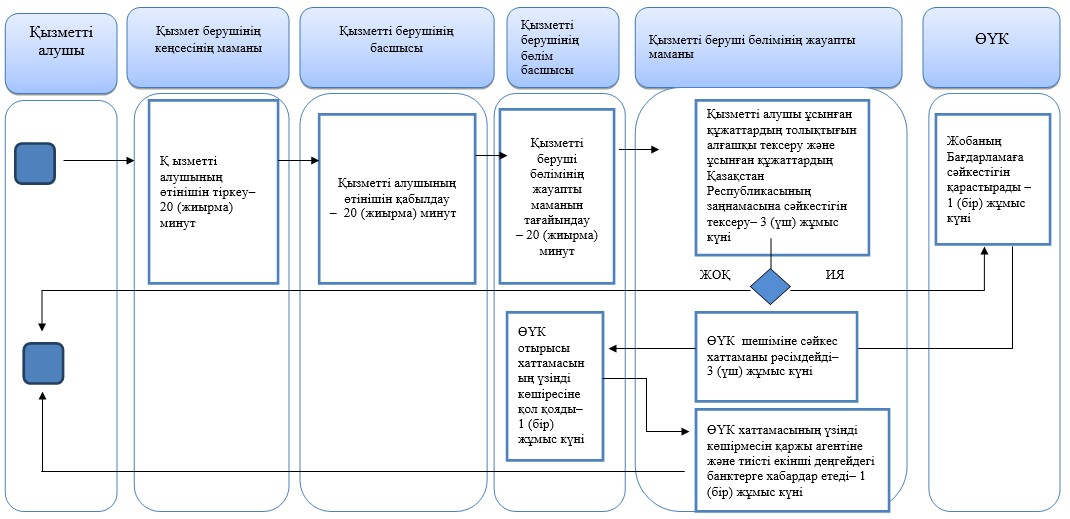 Қызметті
алушы
Қызмет берушінің
кеңсесінің маманы
Қызметті берушінің
басшысы
Қызметті
берушінің
бөлім
басшысы
Қызметті беруші бөлімінің жауапты
маманы
ӨҮК
Қ ызметті
алушының
өтінішін тіркеу–
20 (жиырма)
минут
Қызметті алушының
өтінішін қабылдау
– 20 (жиырма) минут
Қызметті
беруші
бөлімінің
жауапты
маманын
тағайындау
– 20 (жиырма)
минут
Қызметті алушы ұсынған
құжаттардың толықтығын
алғашқы тексеру және
ұсынған құжаттардың
Қазақстан
Республикасының
заңнамасына сәйкестігін
тексеру– 3 (үш) жұмыс
күні
Жобаның
Бағдарламаға
сәйкестігін
қарастырады –
1 (бір) жұмыс
күні
ЖОҚ
ИЯ
ӨҮК
отырысы
хаттамасын
ың үзінді
көшіресіне
қол қояды–
1 (бір)
жұмыс күні
ӨҮК шешіміне сәйкес
хаттаманы рәсімдейді–
3 (үш) жұмыс күні
ӨҮК хаттамасының үзінді
көшірмесін қаржы агентіне
және тиісті екінші деңгейдегі
банктерге хабардар етеді– 1
(бір) жұмыс күні